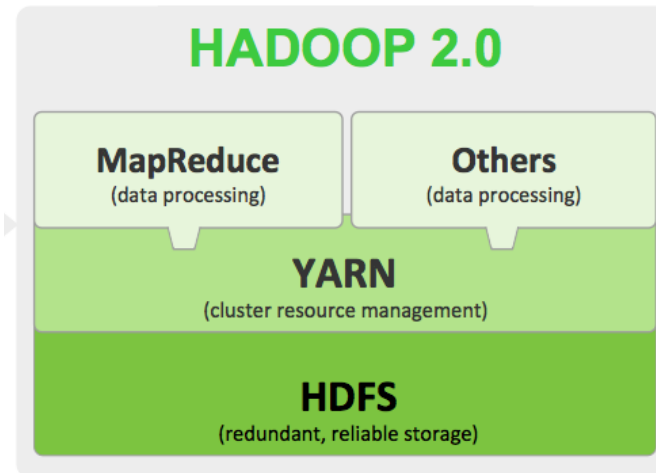 HADOOP 2.0
MapReduce
(data processing)
Others
(data processing)
YARN
(cluster resource management)
HDFS
(redundant, reliable storage)